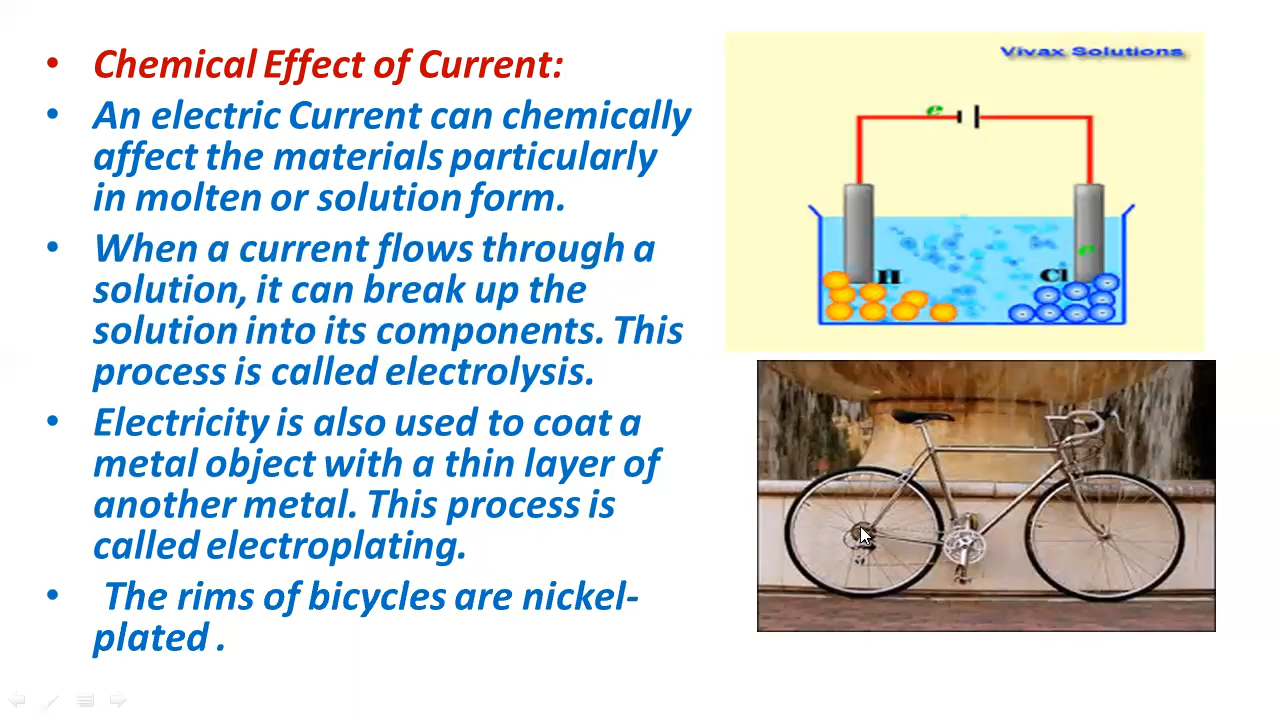 • Chemical Effect of Current:
• An electric Current can chemically
affect the materials particularly
in molten or solution form.
• When a current flows through a
solution, it can break up the
solution into its components. This
process is called electrolysis.
• Electricity is also used to coat a
metal object with a thin layer of
another metal. This process is
called electroplating.
• The rims of bicycles are nickel-
plated .
Vivax Solutions
e
e
H
Cl